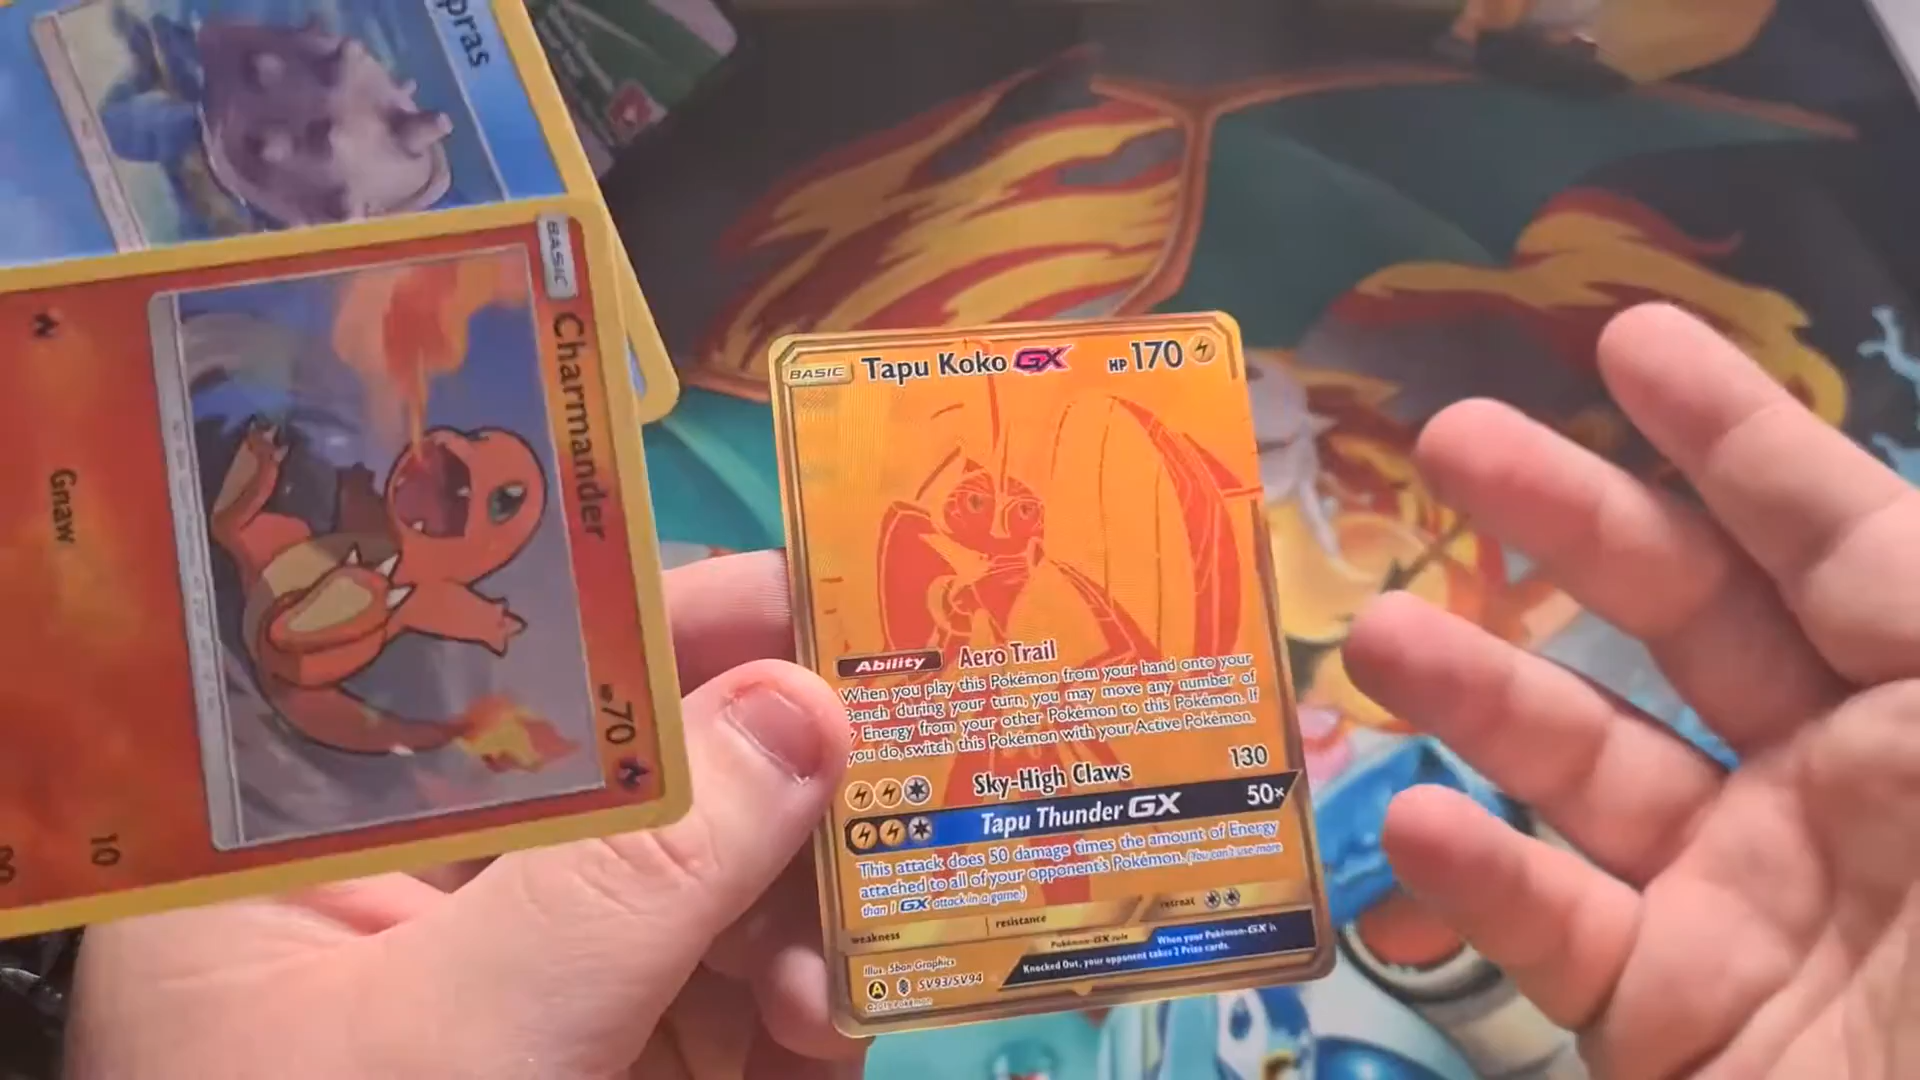 pras
BASIC
Charmander
HP70
Gnaw
10
BASIC
Tapu Koko GX
HP170
Ability Aero Trail
When you play this Pokémon from your hand onto your
Bench during your turn, you may move any number of
Energy from your other Pokémon to this Pokémon. If
you do, switch this Pokémon with your Active Pokémon.
Sky-High Claws 130
Tapu Thunder GX 50×
This attack does 50 damage times the amount of Energy
attached to all of your opponent's Pokémon. (You can't use more
than 1 GX attack in a game.)
weakness
resistance
retreat
Pokémon-GX rule
When your Pokémon-GX is
Knocked Out, your opponent takes 2 Prize cards.
Illus. 5ban Graphics
A
SV93/SV94
©2019 Pokémon